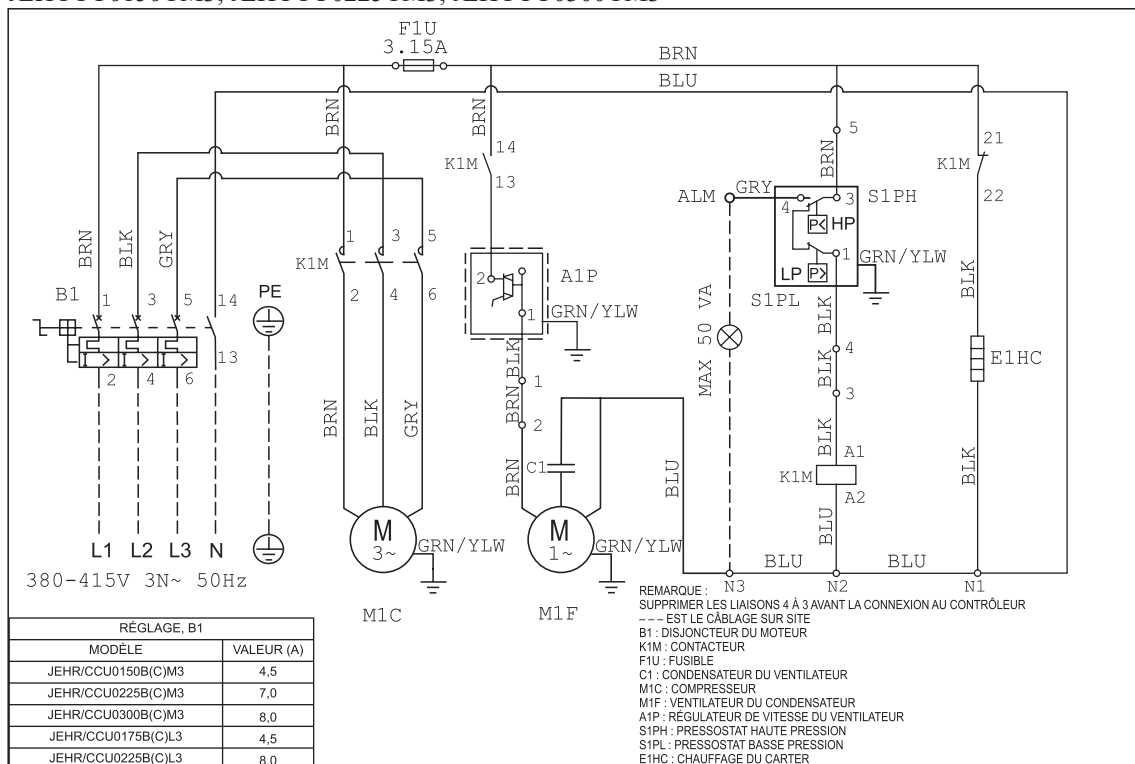 F1U
3.15A
BRN
BLU
BRN
BRN
5
BRN
21
K1M
22
14
K1M
13
ALM
GRY
4
3
S1PH
P<
HP
LP
P>
1
GRN/YLW
S1PL
BRN
BLK
GRY
1
3
5
K1M
2
4
6
2
A1P
1
GRN/YLW
B1
1
3
5
14
PE
13
2
4
6
MAX 50 VA
BLK
4
BLK
3
BLK
E1HC
BLK
BLK
1
BRN
2
BRN
BLK
GRY
BRN
C1
BLU
A1
K1M
A2
BLU
BLK
M
3~
GRN/YLW
M
1~
GRN/YLW
L1
L2
L3
N
380-415V 3N~ 50Hz
BLU
BLU
N3
N2
N1
M1C
M1F
RÉGLAGE, B1
MODÈLE VALEUR (A)
JEHR/CCU0150B(C)M3 4,5
JEHR/CCU0225B(C)M3 7,0
JEHR/CCU0300B(C)M3 8,0
JEHR/CCU0175B(C)L3 4,5
JEHR/CCU0225B(C)L3 8,0
REMARQUE :
SUPPRIMER LES LIAISONS 4 À 3 AVANT LA CONNEXION AU CONTRÔLEUR
--- EST LE CÂBLAGE SUR SITE
B1 : DISJONCTEUR DU MOTEUR
K1M : CONTACTEUR
F1U : FUSIBLE
C1 : CONDENSATEUR DU VENTILATEUR
M1C : COMPRESSEUR
M1F : VENTILATEUR DU CONDENSATEUR
A1P : RÉGULATEUR DE VITESSE DU VENTILATEUR
S1PH : PRESSOSTAT HAUTE PRESSION
S1PL : PRESSOSTAT BASSE PRESSION
E1HC : CHAUFFAGE DU CARTER